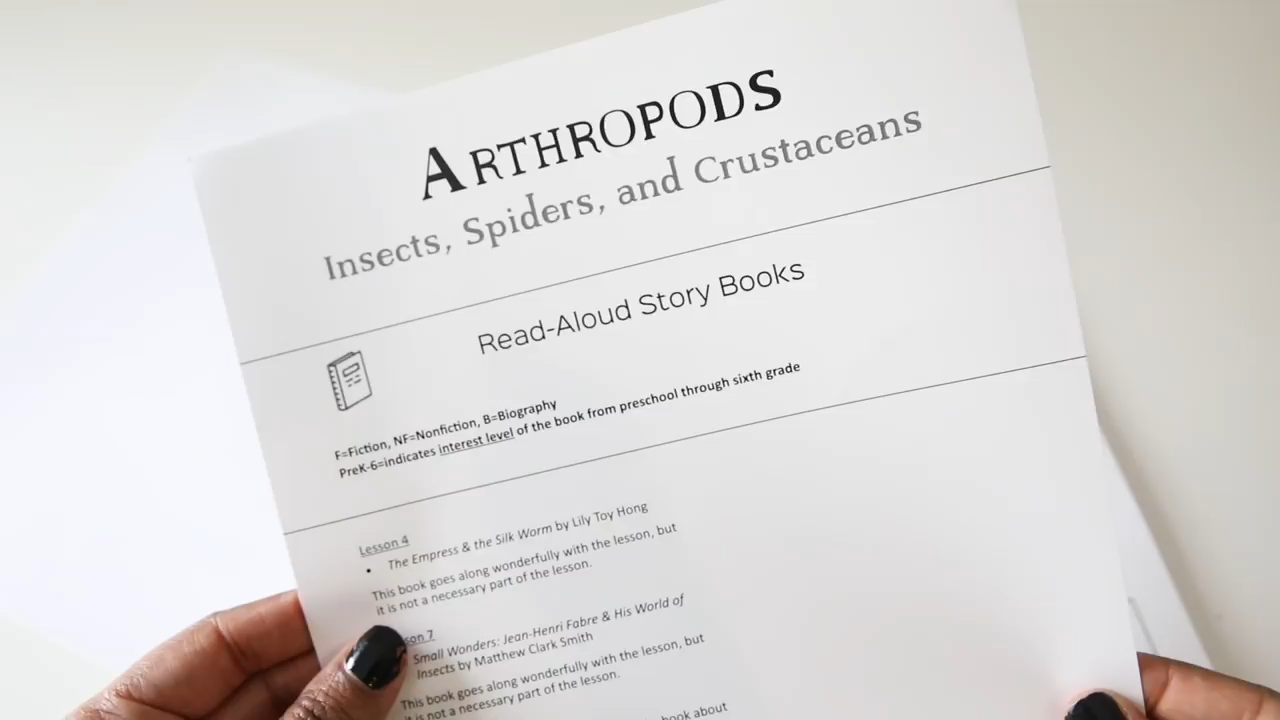 ARTHROPODS
Insects, Spiders, and Crustaceans
Read-Aloud Story Books
F=Fiction, NF=Nonfiction, B=Biography
PreK-6=indicates interest level of the book from preschool through sixth grade
Lesson 4
• The Empress & the Silk Worm by Lily Toy Hong
This book goes along wonderfully with the lesson, but
it is not a necessary part of the lesson.
7
Small Wonders: Jean-Henri Fabre & His World of
Insects by Matthew Clark Smith
This book goes along wonderfully with the lesson, but
it is not a necessary part of the lesson.
book about